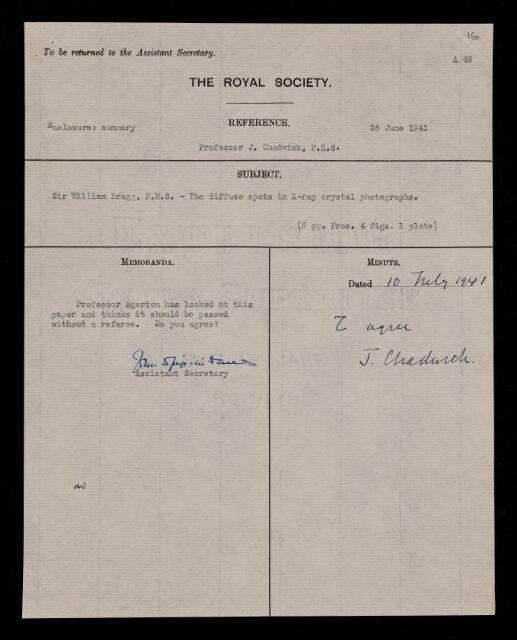 16
To be returned to the Assistant Secretary.
A 45
THE ROYAL SOCIETY.
Enclosure: summary
REFERENCE.
26 June 1941
Professor J. Chadwick, F.R.S.
SUBJECT.
Sir William Bragg, F.R.S. - The diffuse spots in X-ray crystal photographs.
pp. Proc. 4 figs. 1 plate)
MEMORANDA.
Professor Egerton has looked at this
paper and thinks it should be passed
without a referee. Do you agree?
Assistant Secretary
no
MINUTE.
Dated 10 July 1941
I agree
J. Chadwick.